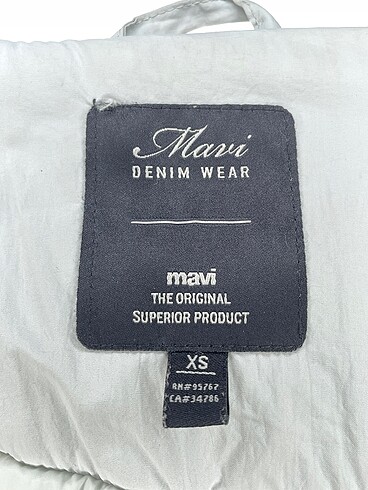 Mavi
DENIM WEAR
mavi
THE ORIGINAL
SUPERIOR PRODUCT
XS
RN#95767
CA#34786